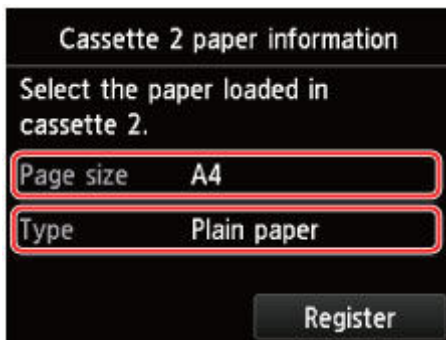 Cassette 2 paper information
Select the paper loaded in
cassette 2.
Page size A4
Type Plain paper
Register